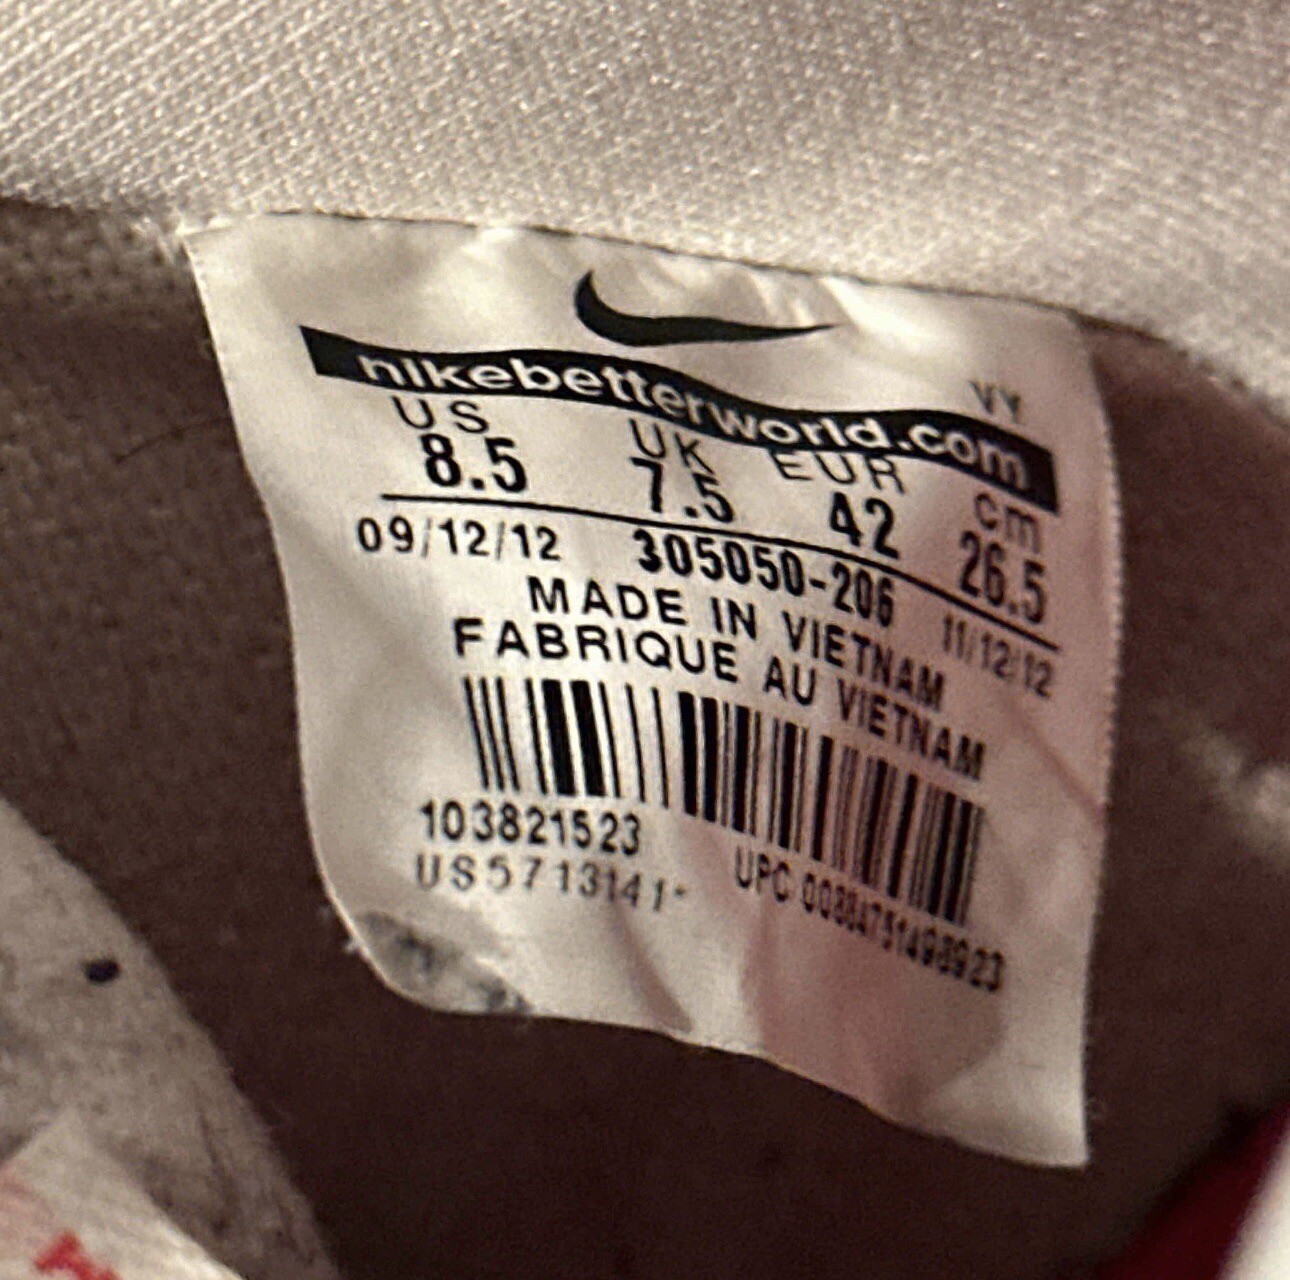 nikebetterworld.com
VY
US UK EUR cm
8.5 7.5 42 26.5
09/12/12 305050-206 11/12/12
MADE IN VIETNAM
FABRIQUE AU VIETNAM
103821523
US5713141-
UPC 00884751498923